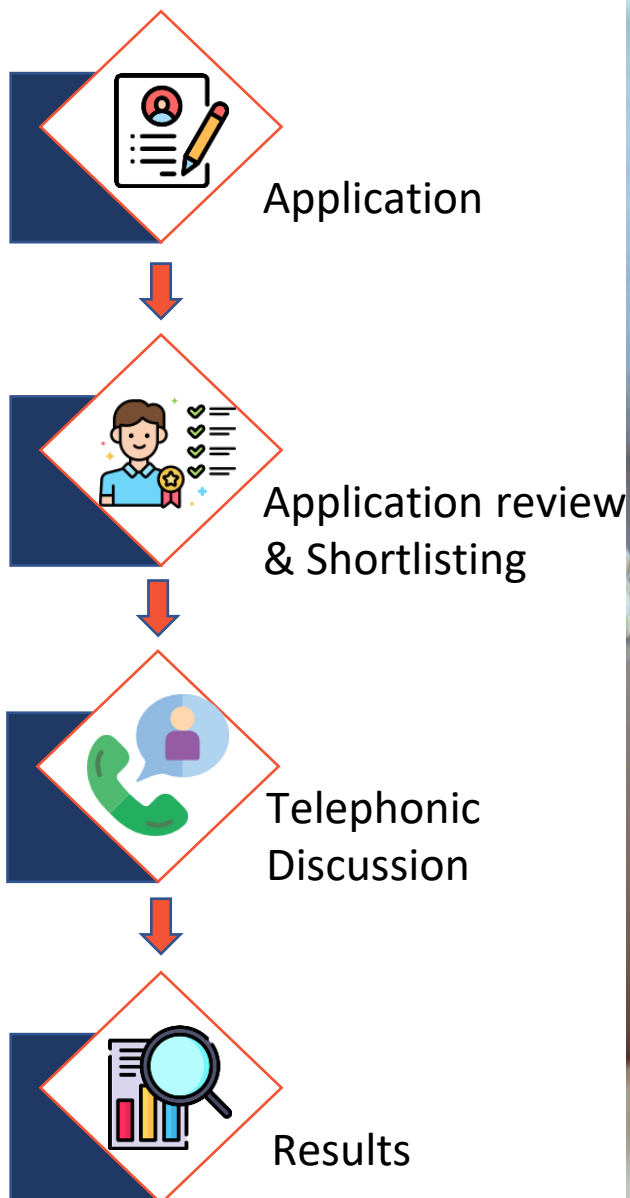 Application
Application review
& Shortlisting
Telephonic
Discussion
Results